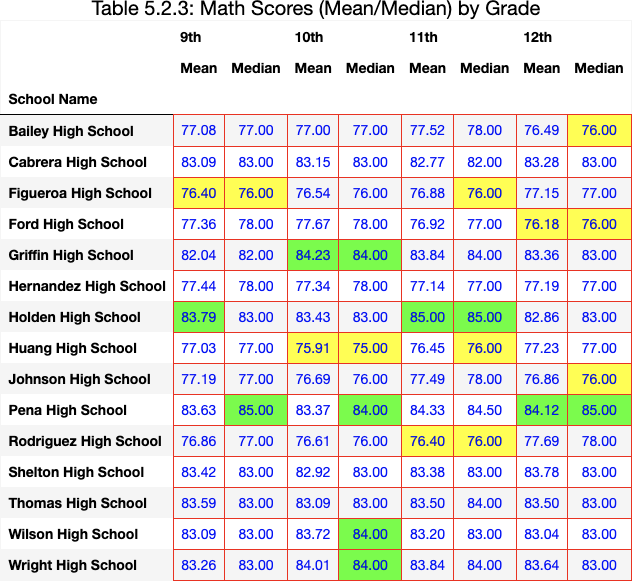 Table 5.2.3: Math Scores (Mean/Median) by Grade
9th 10th 11th 12th
Mean Median Mean Median Mean Median Mean Median
School Name
Bailey High School 77.08 77.00 77.00 77.00 77.52 78.00 76.49 76.00
Cabrera High School 83.09 83.00 83.15 83.00 82.77 82.00 83.28 83.00
Figueroa High School 76.40 76.00 76.54 76.00 76.88 76.00 77.15 77.00
Ford High School 77.36 78.00 77.67 78.00 76.92 77.00 76.18 76.00
Griffin High School 82.04 82.00 84.23 84.00 83.84 84.00 83.36 83.00
Hernandez High School 77.44 78.00 77.34 78.00 77.14 77.00 77.19 77.00
Holden High School 83.79 83.00 83.43 83.00 85.00 85.00 82.86 83.00
Huang High School 77.03 77.00 75.91 75.00 76.45 76.00 77.23 77.00
Johnson High School 77.19 77.00 76.69 76.00 77.49 78.00 76.86 76.00
Pena High School 83.63 85.00 83.37 84.00 84.33 84.50 84.12 85.00
Rodriguez High School 76.86 77.00 76.61 76.00 76.40 76.00 77.69 78.00
Shelton High School 83.42 83.00 82.92 83.00 83.38 83.00 83.78 83.00
Thomas High School 83.59 83.00 83.09 83.00 83.50 84.00 83.50 83.00
Wilson High School 83.09 83.00 83.72 84.00 83.20 83.00 83.04 83.00
Wright High School 83.26 83.00 84.01 84.00 83.84 84.00 83.64 83.00